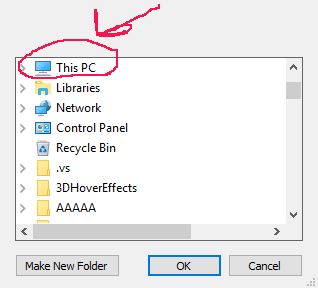 This PC
Libraries
Network
Control Panel
Recycle Bin
.vs
3DHoverEffects
AAAAA
Make New Folder
OK
Cancel